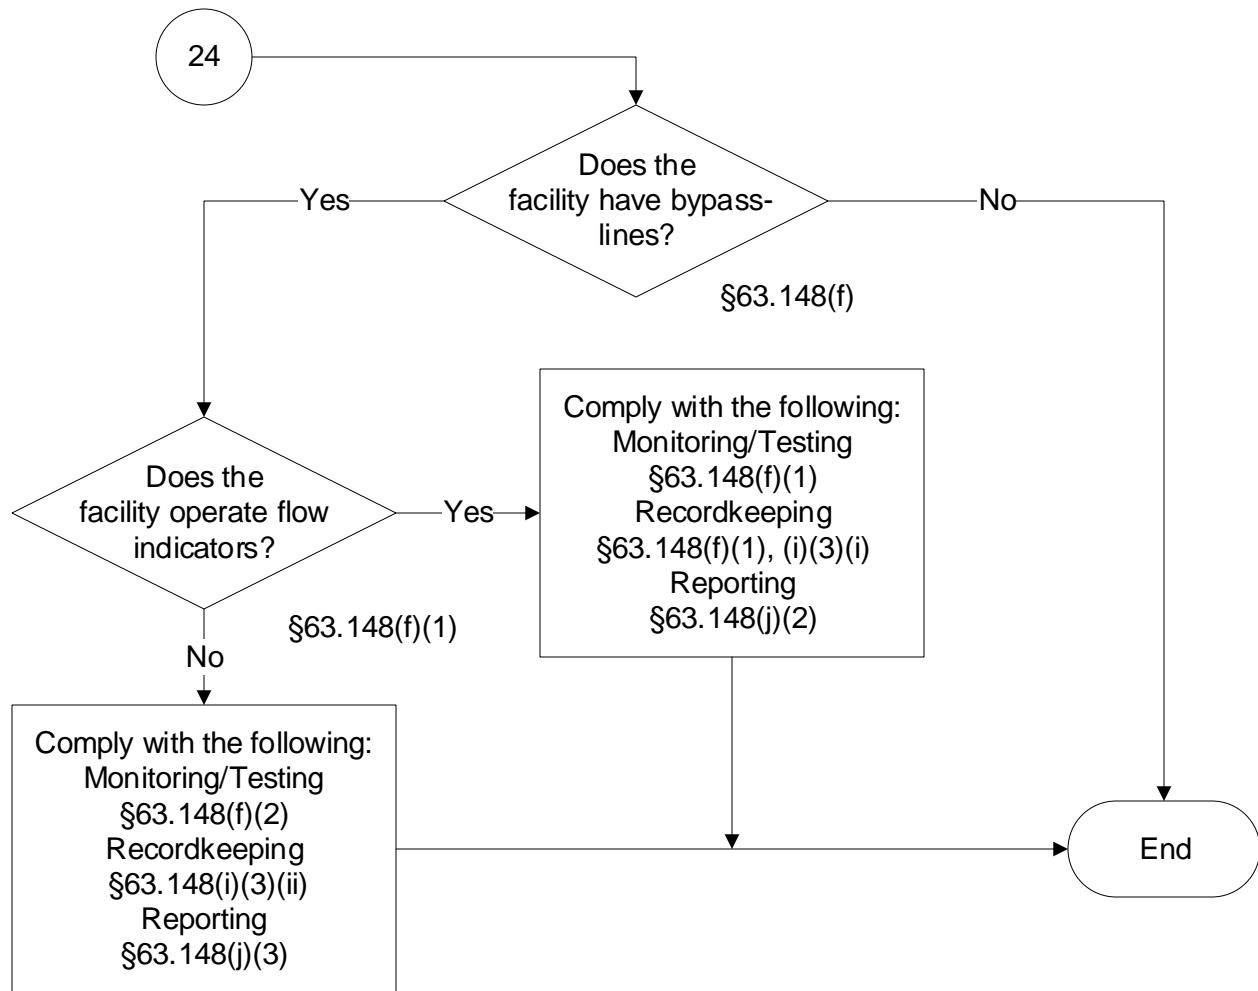 24
Does the
facility have bypass-
lines?
Yes
No
§63.148(f)
Comply with the following:
Monitoring/Testing
§63.148(f)(1)
Recordkeeping
§63.148(f)(1), (i)(3)(i)
Reporting
§63.148(j)(2)
Does the
facility operate flow
indicators?
Yes
§63.148(f)(1)
No
Comply with the following:
Monitoring/Testing
§63.148(f)(2)
Recordkeeping
§63.148(i)(3)(ii)
Reporting
§63.148(j)(3)
End